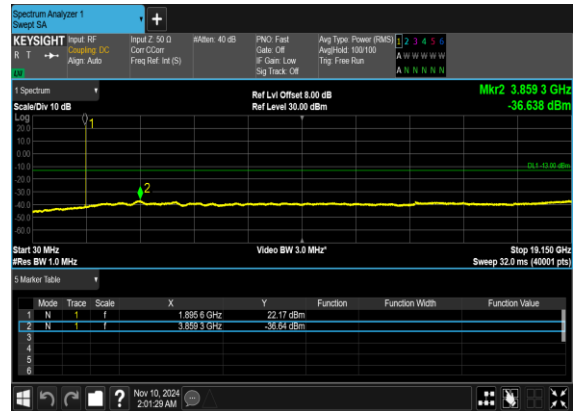 Spectrum Analyzer 1
Swept SA
KEYSIGHT Input: RF Input Z: 50 Ω #Atten: 40 dB PNO: Fast Avg Type: Power (RMS) 1 2 3 4 5 6
R T Coupling: DC Corr CCorr Gate: Off Avg|Hold: 100/100 A W W W W W
Align: Auto Freq Ref: Int (S) IF Gain: Low Trig: Free Run
Sig Track: Off A N N N N N
1 Spectrum Ref Lvl Offset 8.00 dB Mkr2 3.859 3 GHz
Scale/Div 10 dB Ref Level 30.00 dBm -36.638 dBm
Log
1
20.0
10.0
0.00
-10.0
DL1 -13.00 dBm
-20.0
-30.0
2
-40.0
-50.0
-60.0
Start 30 MHz Video BW 3.0 MHz* Stop 19.150 GHz
#Res BW 1.0 MHz Sweep 32.0 ms (40001 pts)
5 Marker Table
Mode Trace Scale X Y Function Function Width Function Value
1 N 1 f 1.895 6 GHz 22.17 dBm
2 N 1 f 3.859 3 GHz -36.64 dBm
3
4
5
6
? Nov 10, 2024
2:01:29 AM